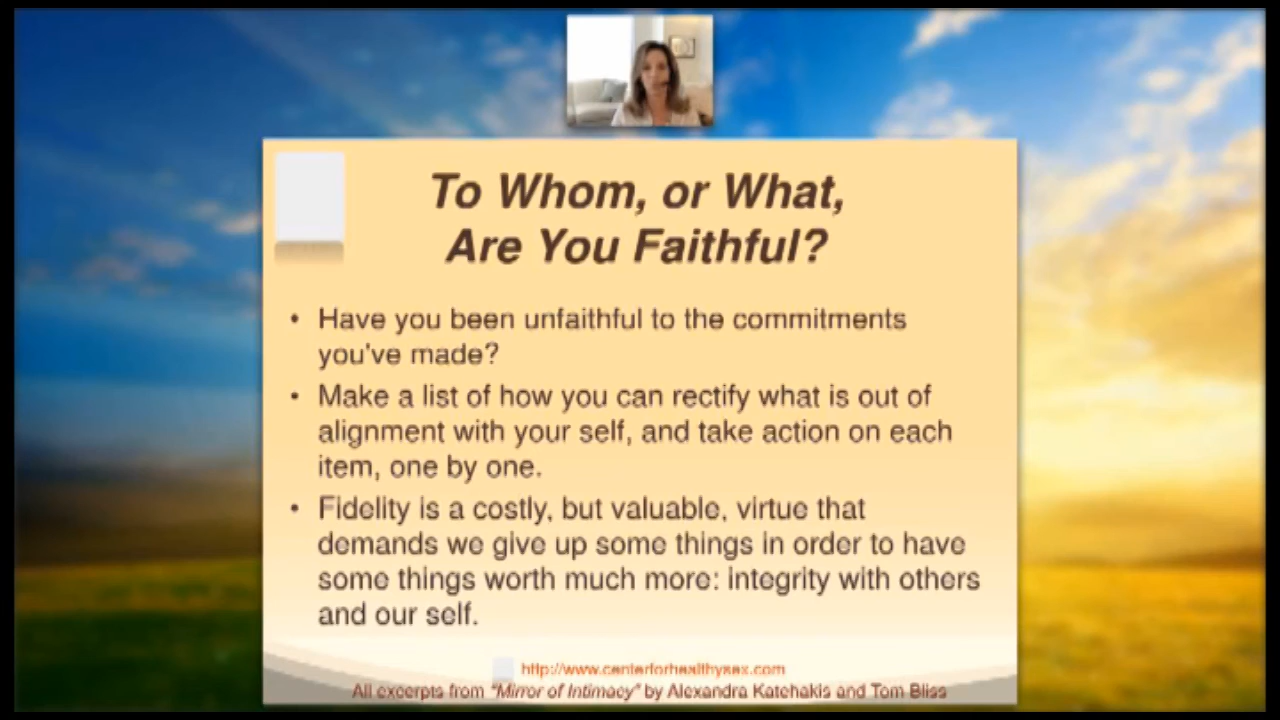 To Whom, or What,
Are You Faithful?
• Have you been unfaithful to the commitments
you've made?
• Make a list of how you can rectify what is out of
alignment with your self, and take action on each
item, one by one.
• Fidelity is a costly, but valuable, virtue that
demands we give up some things in order to have
some things worth much more: integrity with others
and our self.
http://www.centerforhealthysex.com
All excerpts from "Mirror of Intimacy" by Alexandra Katehakis and Tom Bliss